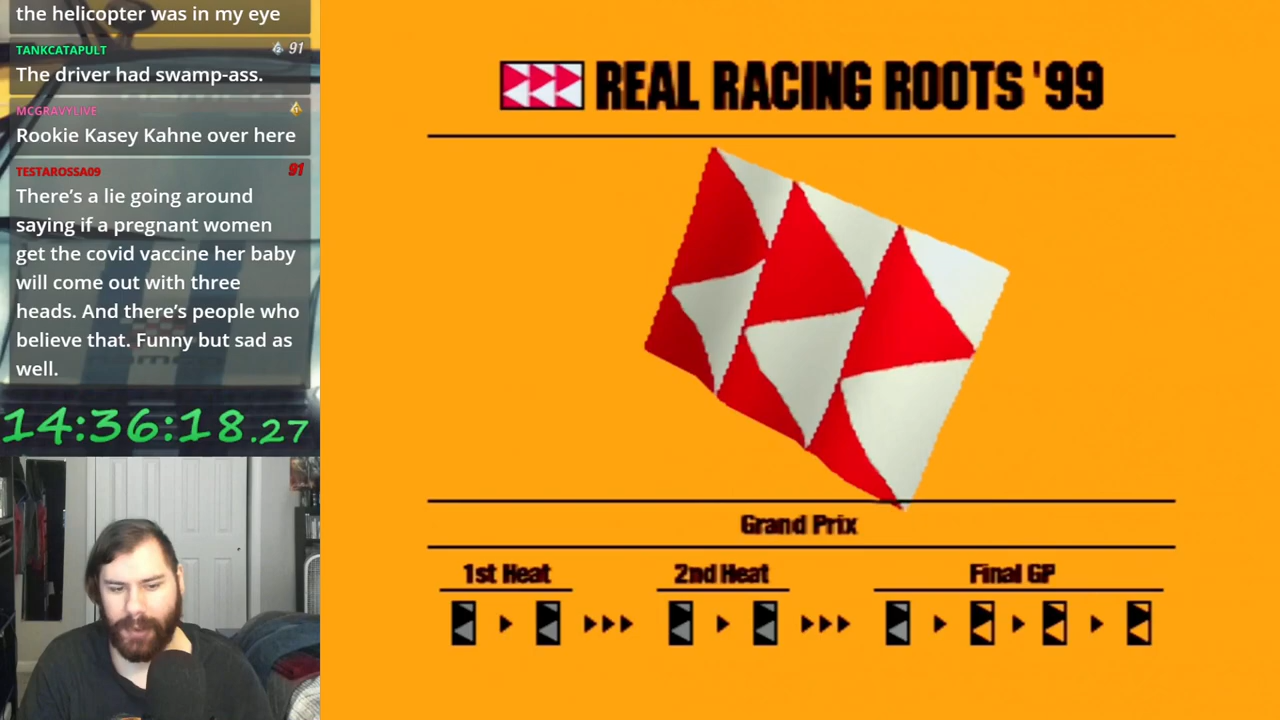 the helicopter was in my eye
TANKCATAPULT 91
The driver had swamp-ass.
MCGRAVYLIVE
Rookie Kasey Kahne over here
TESTAROSSA09 91
There's a lie going around
saying if a pregnant women
get the covid vaccine her baby
will come out with three
heads. And there's people who
believe that. Funny but sad as
well.
14:36:18.27
REAL RACING ROOTS '99
Grand Prix
1st Heat 2nd Heat Final GP